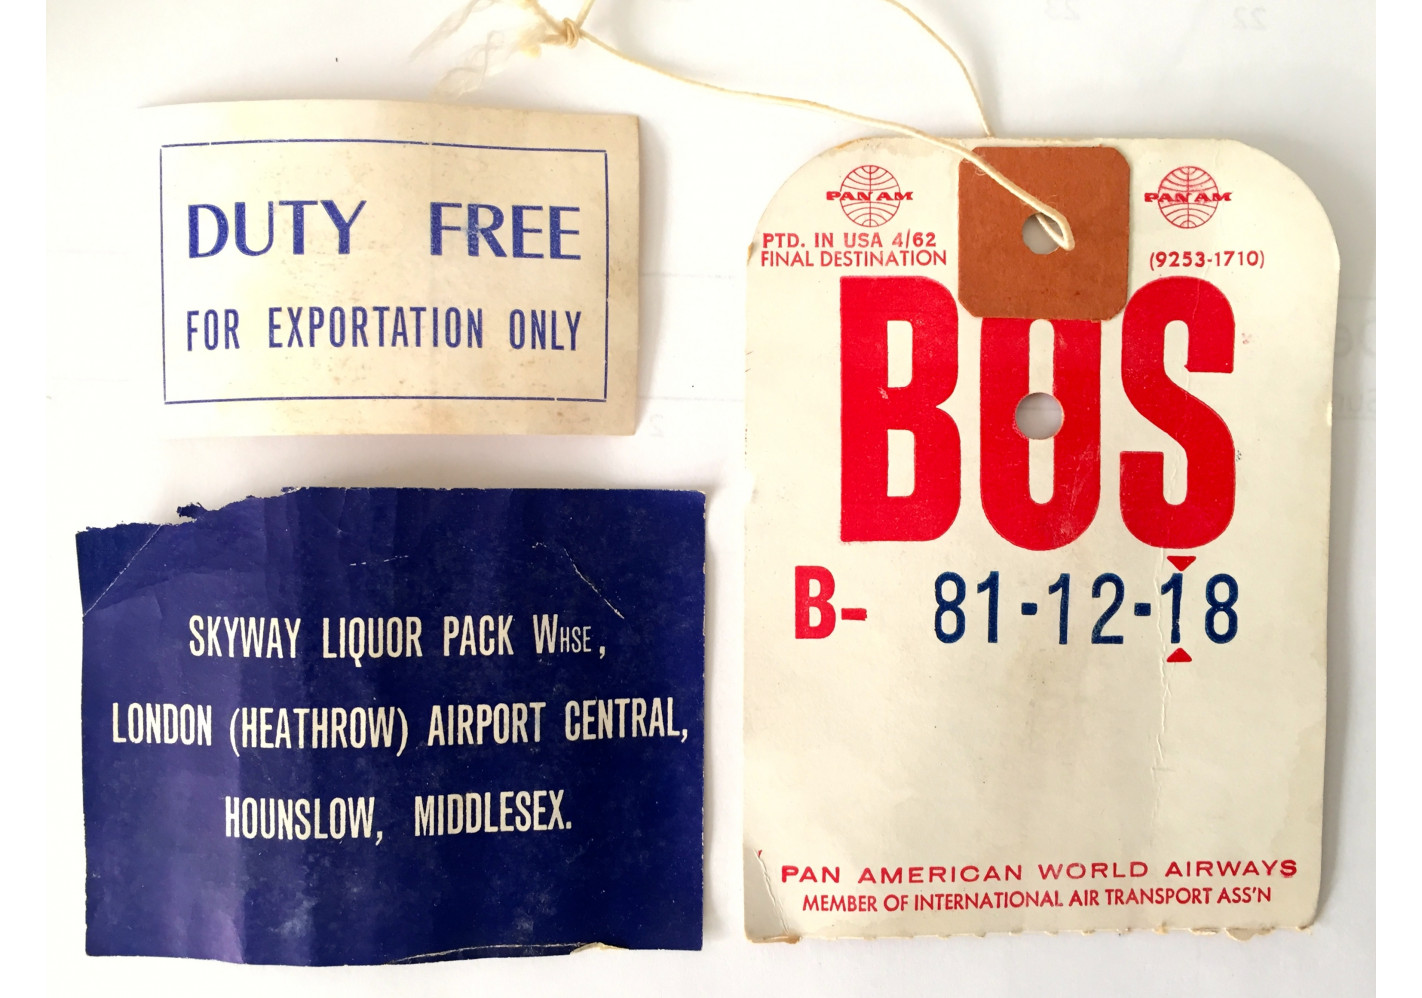 DUTY FREE
FOR EXPORTATION ONLY
SKYWAY LIQUOR PACK WHSE,
LONDON (HEATHROW) AIRPORT CENTRAL,
HOUNSLOW, MIDDLESEX.
PAN AM
PAN AM
PTD. IN USA 4/62
FINAL DESTINATION
(9253-1710)
BOS
B- 81-12-18
PAN AMERICAN WORLD AIRWAYS
MEMBER OF INTERNATIONAL AIR TRANSPORT ASS'N